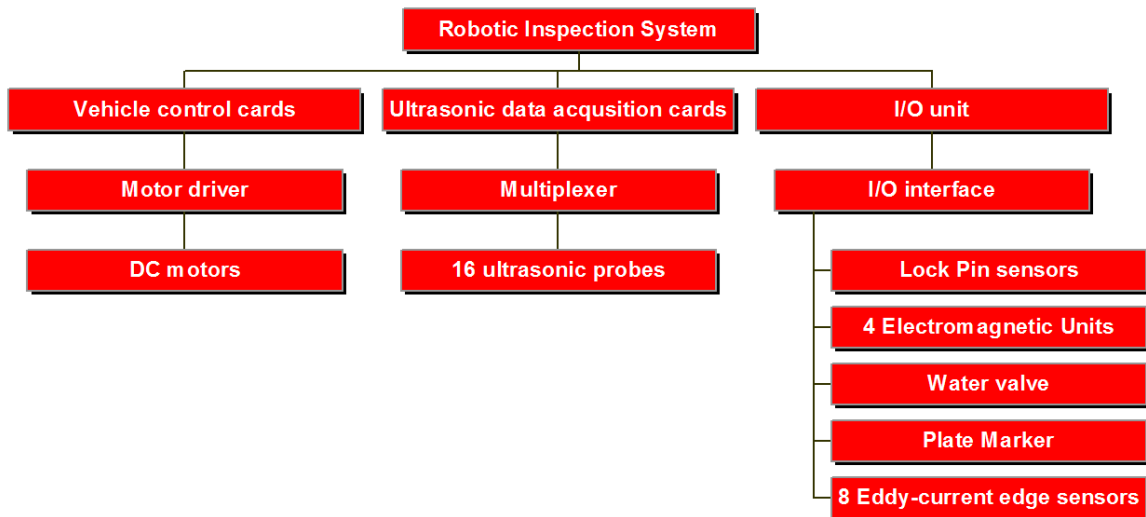 Robotic Inspection System
Vehicle control cards
Ultrasonic data acqusition cards
I/O unit
Motor driver
Multiplexer
I/O interface
DC motors
16 ultrasonic probes
Lock Pin sensors
4 Electromagnetic Units
Water valve
Plate Marker
8 Eddy-current edge sensors